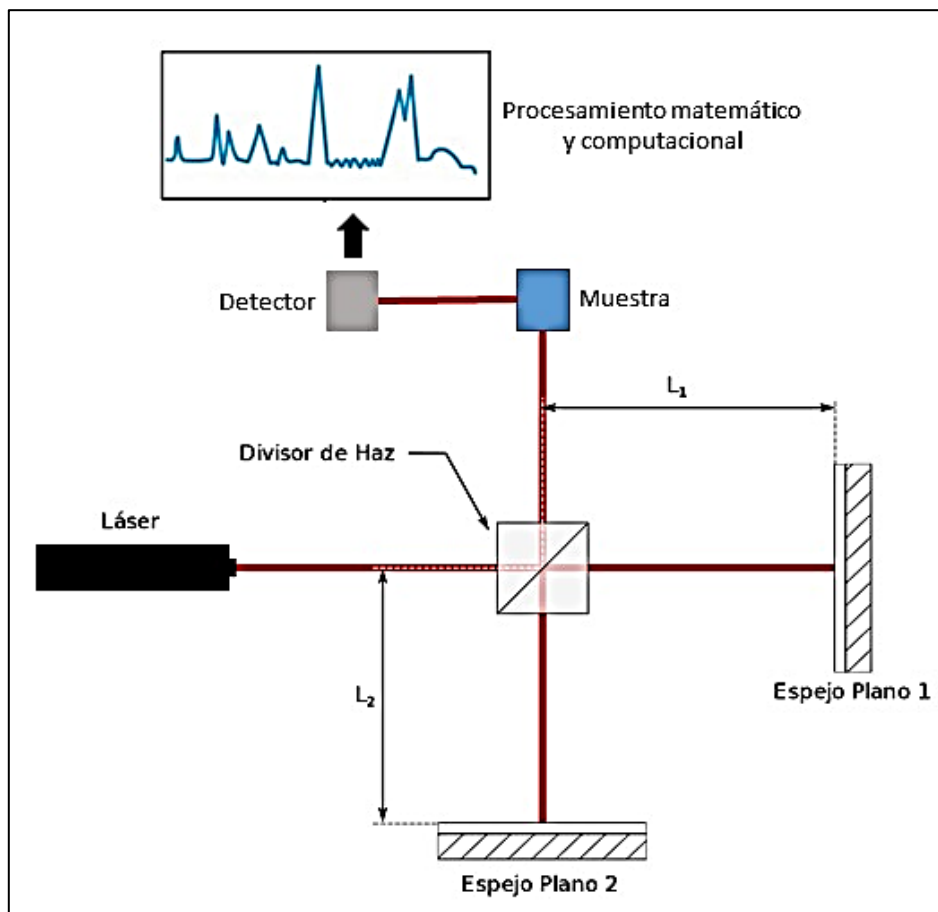 Procesamiento matemático
y computacional
Detector
Muestra
L₁
Divisor de Haz
Láser
L₂
Espejo Plano 1
Espejo Plano 2